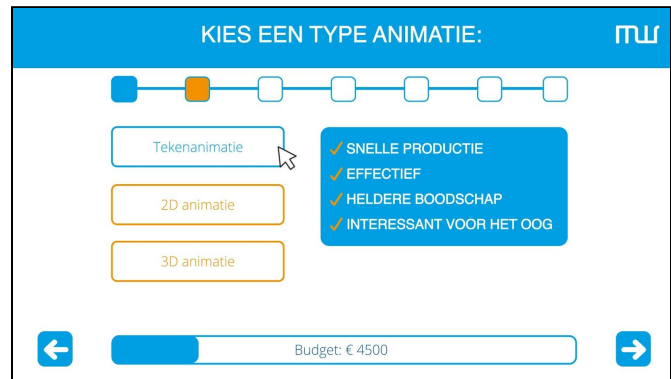 KIES EEN TYPE ANIMATIE:
mw
Tekenanimatie
2D animatie
3D animatie
✓ SNELLE PRODUCTIE
✓ EFFECTIEF
✓ HELDERE BOODSCHAP
✓ INTERESSANT VOOR HET OOG
Budget: € 4500